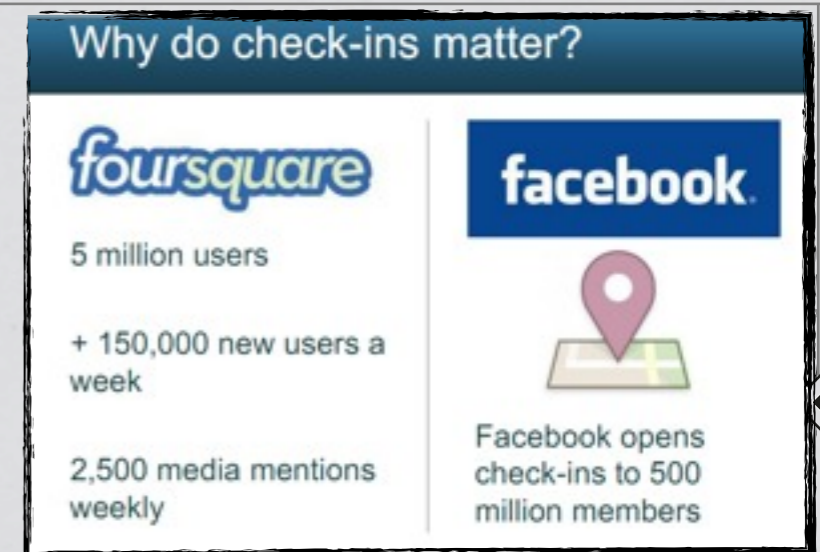 Why do check-ins matter?
foursquare
5 million users
+ 150,000 new users a
week
2,500 media mentions
weekly
facebook.
Facebook opens
check-ins to 500
million members